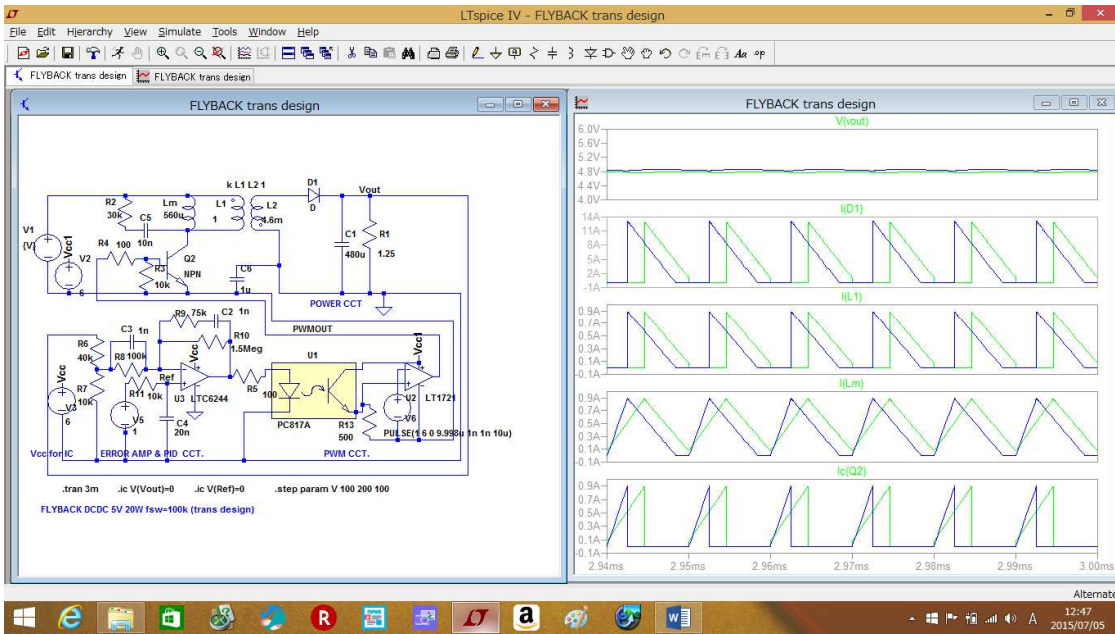 LTspice IV - FLYBACK trans design
File Edit Hierarchy View Simulate Tools Window Help
FLYBACK trans design
FLYBACK trans design
FLYBACK trans design
k L1 L2 1
D1
Vout
R2
30k
Lm
560u
L1
1
L2
4.6m
D
C5
10n
V1
{V}
Vcc1
R4 100
V2
6
R3
10k
Q2
NPN
C1
480u
R1
1.25
C6
1u
POWER CCT
R9 75k
C2 1n
PWMOUT
C3 1n
R10
1.5Meg
R6
40k
R8 100k
Vcc
U1
Vcc1
Vcc
R7
10k
Ref
R11 10k
U3 LTC6244
R5
100
PC817A
U2 LT1721
V3
6
V5
1
C4
20n
R13
500
V6
PULSE(1 6 0 9.998u 1n 1n 10u)
Vcc for IC
ERROR AMP & PID CCT.
PWM CCT.
.tran 3m .ic V(Vout)=0 .ic V(Ref)=0 .step param V 100 200 100
FLYBACK DCDC 5V 20W fsw=100k (trans design)
FLYBACK trans design
V(vout)
6.0V
5.6V
5.2V
4.8V
4.4V
4.0V
I(D1)
14A
11A
8A
5A
2A
-1A
I(L1)
0.9A
0.7A
0.5A
0.3A
0.1A
-0.1A
I(Lm)
0.9A
0.7A
0.5A
0.3A
0.1A
-0.1A
Ic(Q2)
0.9A
0.7A
0.5A
0.3A
0.1A
-0.1A
2.94ms 2.95ms 2.96ms 2.97ms 2.98ms 2.99ms 3.00ms
Alternate
A
12:47
2015/07/05